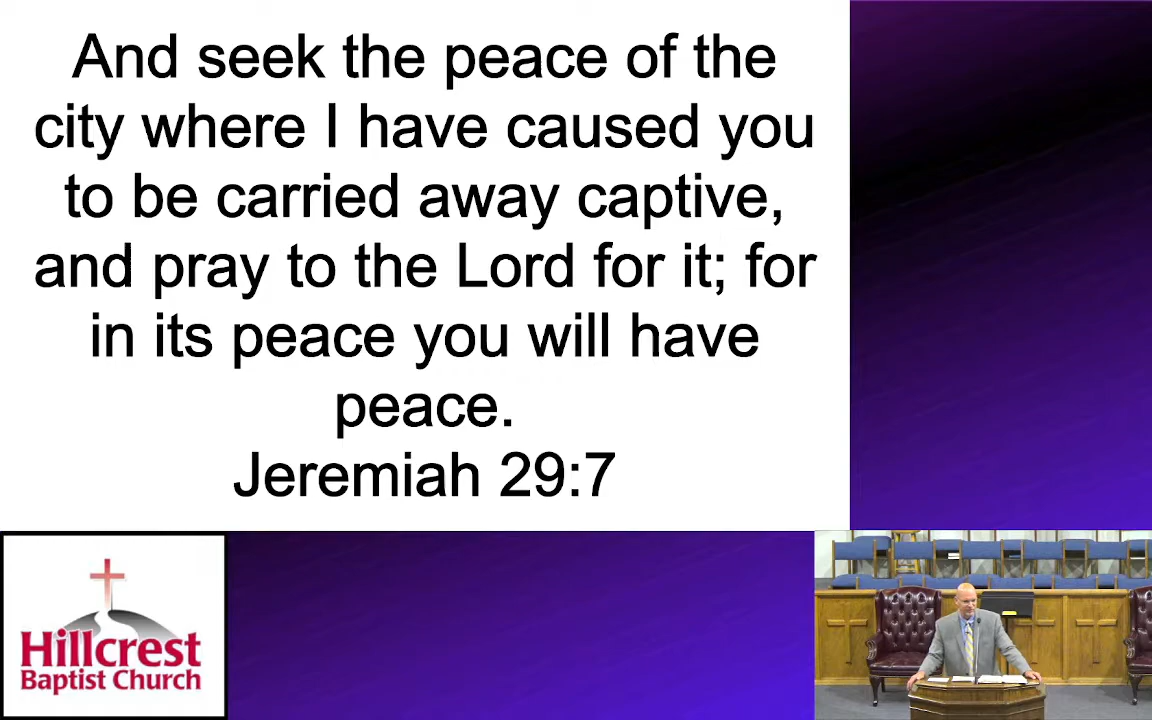 And seek the peace of the
city where I have caused you
to be carried away captive,
and pray to the Lord for it; for
in its peace you will have
peace.
Jeremiah 29:7
Hillcrest
Baptist Church